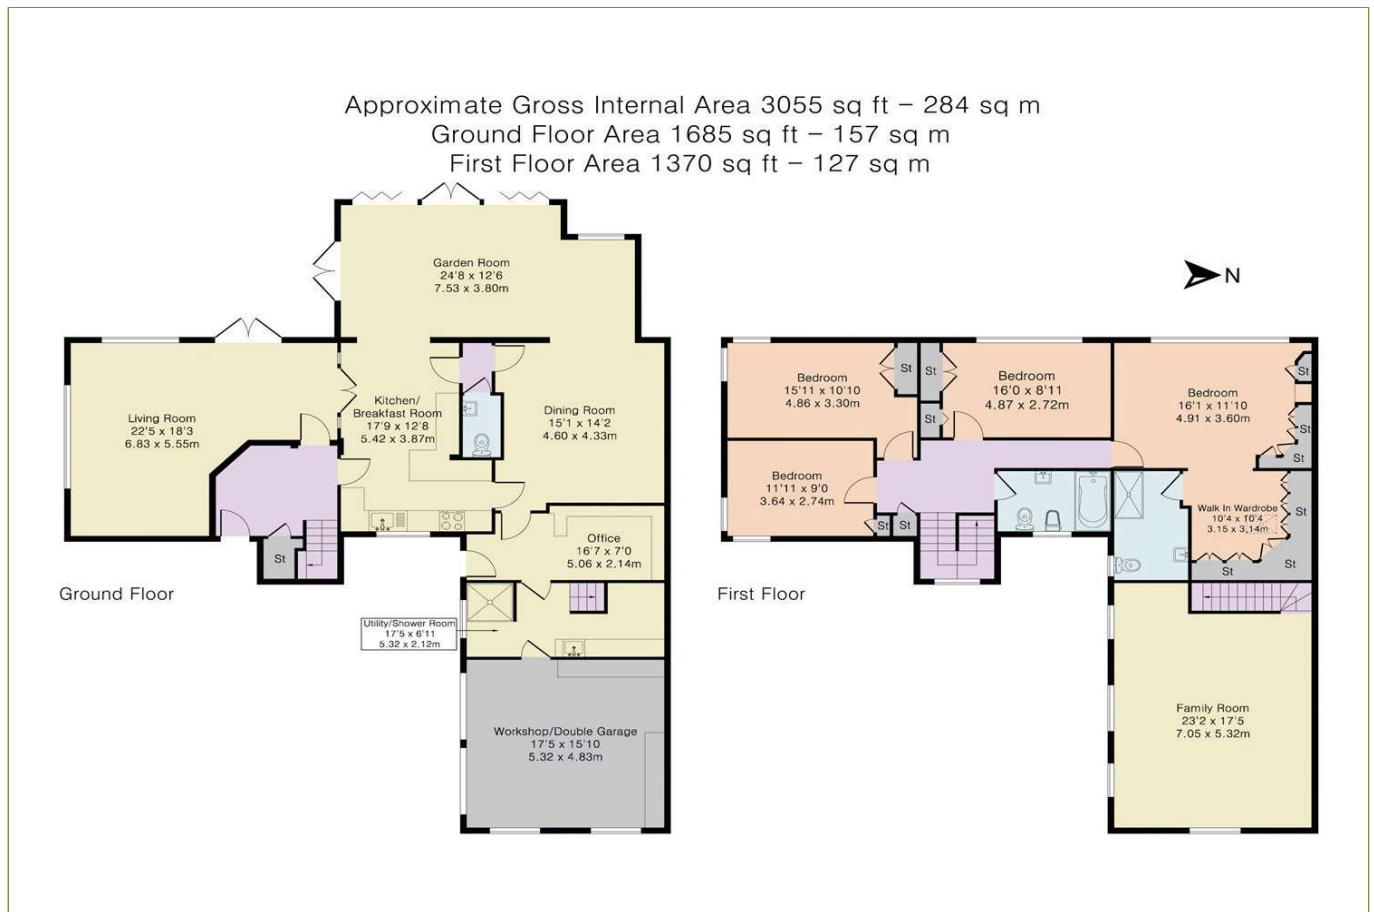 Approximate Gross Internal Area 3055 sq ft – 284 sq m
Ground Floor Area 1685 sq ft – 157 sq m
First Floor Area 1370 sq ft – 127 sq m
Garden Room
24'8 x 12'6
7.53 x 3.80m
N
Living Room
22'5 x 18'3
6.83 x 5.55m
Kitchen/
Breakfast Room
17'9 x 12'8
5.42 x 3.87m
Dining Room
15'1 x 14'2
4.60 x 4.33m
St
Office
16'7 x 7'0
5.06 x 2.14m
Ground Floor
Utility/Shower Room
17'5 x 6'11
5.32 x 2.12m
Workshop/Double Garage
17'5 x 15'10
5.32 x 4.83m
Bedroom
15'11 x 10'10
4.86 x 3.30m
St
St
St
Bedroom
16'0 x 8'11
4.87 x 2.72m
Bedroom
16'1 x 11'10
4.91 x 3.60m
St
St
St
Bedroom
11'11 x 9'0
3.64 x 2.74m
St
St
Walk In Wardrobe
10'4 x 10'4
3.15 x 3.14m
St
St
St
First Floor
Family Room
23'2 x 17'5
7.05 x 5.32m